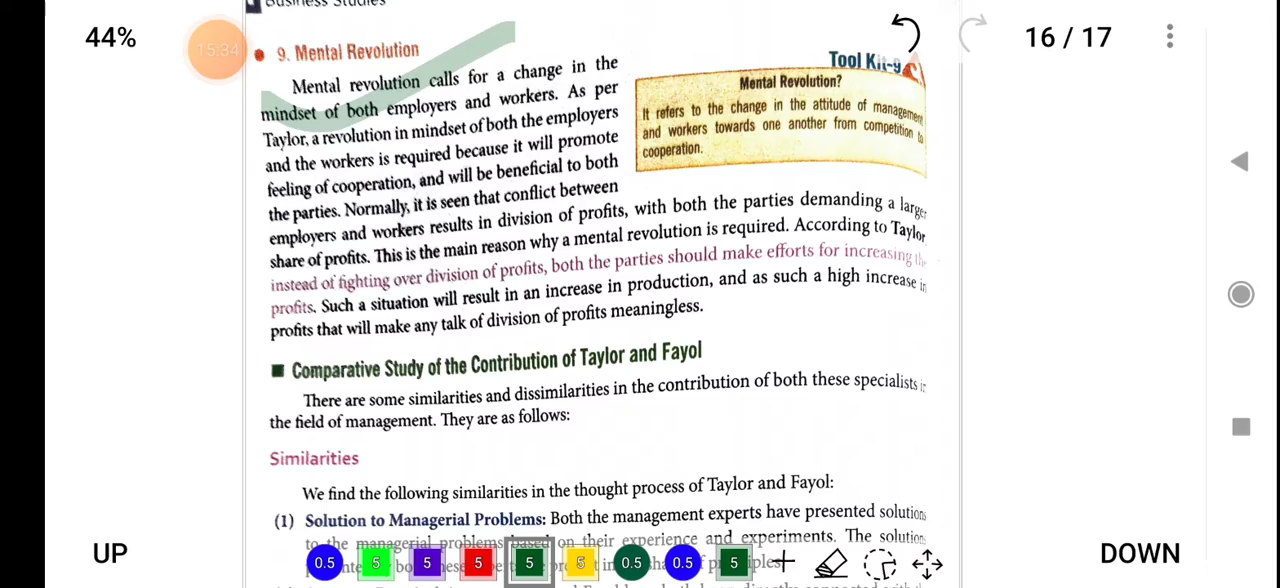 Business Studies
44%
15:34
16 / 17
9. Mental Revolution
Mental revolution calls for a change in the
mindset of both employers and workers. As per
Taylor, a revolution in mindset of both the employers
and the workers is required because it will promote
feeling of cooperation, and will be beneficial to both
the parties. Normally, it is seen that conflict between
employers and workers results in division of profits, with both the parties demanding a larger
share of profits. This is the main reason why a mental revolution is required. According to Taylor
instead of fighting over division of profits, both the parties should make efforts for increasing the
profits. Such a situation will result in an increase in production, and as such a high increase in
profits that will make any talk of division of profits meaningless.
Tool Kit-9
Mental Revolution?
It refers to the change in the attitude of management
and workers towards one another from competition to
cooperation.
Comparative Study of the Contribution of Taylor and Fayol
There are some similarities and dissimilarities in the contribution of both these specialists in
the field of management. They are as follows:
Similarities
We find the following similarities in the thought process of Taylor and Fayol:
(1) Solution to Managerial Problems: Both the management experts have presented solutions
to the managerial problems based on their experience and experiments. The solutions
UP
0.5 5 5 5 5 5 0.5 0.5 5
DOWN